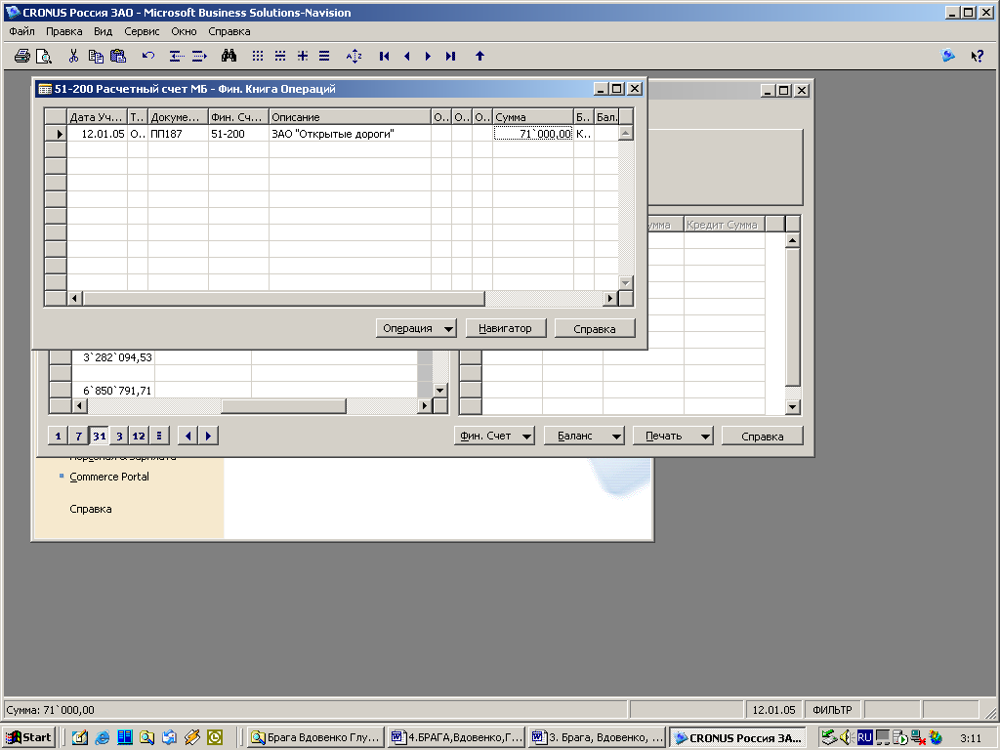 CRONUS Россия ЗАО - Microsoft Business Solutions-Navision
Файл Правка Вид Сервис Окно Справка
51-200 Расчетный счет МБ - Фин. Книга Операций
Дата Уч... Т.. Докуме... Фин. Сч... Описание О.. О.. О.. Сумма Б.. Бал.
12.01.05 О.. ПП187 51-200 ЗАО "Открытые дороги" 71`000,00 К..
умма Кредит Сумма
Операция Навигатор Справка
3`282`094,53
6`850`791,71
1 7 31 3 12
Фин. Счет Баланс Печать Справка
Commerce Portal
Справка
Сумма: 71`000,00 12.01.05 ФИЛЬТР
Start Брага Вдовенко Глу... 4.БРАГА,Вдовенко,Г... 3. Брага, Вдовенко, ... CRONUS Россия ЗА... RU 3:11